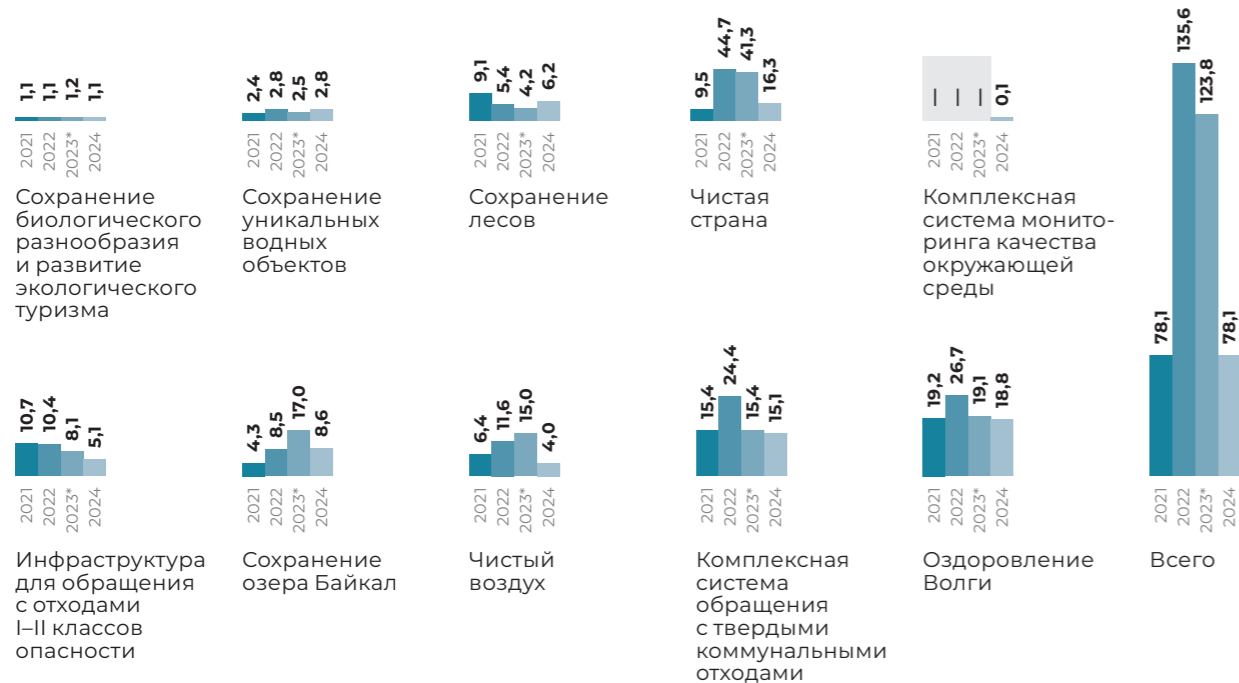 1,1 1,1 1,2 1,1
2021 2022 2023* 2024
Сохранение
биологического
разнообразия
и развитие
экологического
туризма
2,4 2,8 2,5 2,8
2021 2022 2023* 2024
Сохранение
уникальных
водных
объектов
9,1 5,4 4,2 6,2
2021 2022 2023* 2024
Сохранение
лесов
9,5 44,7 41,3 16,3
2021 2022 2023* 2024
Чистая
страна
– – – 0,1
2021 2022 2023* 2024
Комплексная
система монито-
ринга качества
окружающей
среды
10,7 10,4 8,1 5,1
2021 2022 2023* 2024
Инфраструктура
для обращения
с отходами
I–II классов
опасности
4,3 8,5 17,0 8,6
2021 2022 2023* 2024
Сохранение
озера Байкал
6,4 11,6 15,0 4,0
2021 2022 2023* 2024
Чистый
воздух
15,4 24,4 15,4 15,1
2021 2022 2023* 2024
Комплексная
система
обращения
с твердыми
коммунальными
отходами
19,2 26,7 19,1 18,8
2021 2022 2023* 2024
Оздоровление
Волги
78,1 135,6 123,8 78,1
2021 2022 2023* 2024
Всего